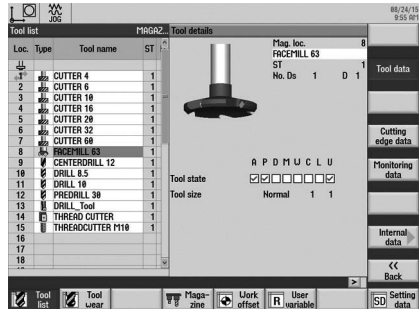 08/24/15
9:55 AM
JOG
Tool list MAGAZ...
Tool details
Loc. Type Tool name ST
1 CUTTER 4 1
2 CUTTER 6 1
3 CUTTER 10 1
4 CUTTER 16 1
5 CUTTER 20 1
6 CUTTER 32 1
7 CUTTER 60 1
8 FACEMILL 63 1
9 CENTERDRILL 12 1
10 DRILL 8.5 1
11 DRILL 10 1
12 PREDRILL 30 1
13 DRILL_Tool 1
14 THREAD CUTTER 1
15 THREADCUTTER M10 1
16
17
18
Mag. loc. 8
FACEMILL 63
ST 1
No. Ds 1 D 1
A P D M U C L U
Tool state
Tool size Normal 1 1
Tool data
Cutting
edge data
Monitoring
data
Internal
data
<<
Back
>
Tool
list
Tool
wear
Maga-
zine
Work
offset
R User
variable
SD Setting
data